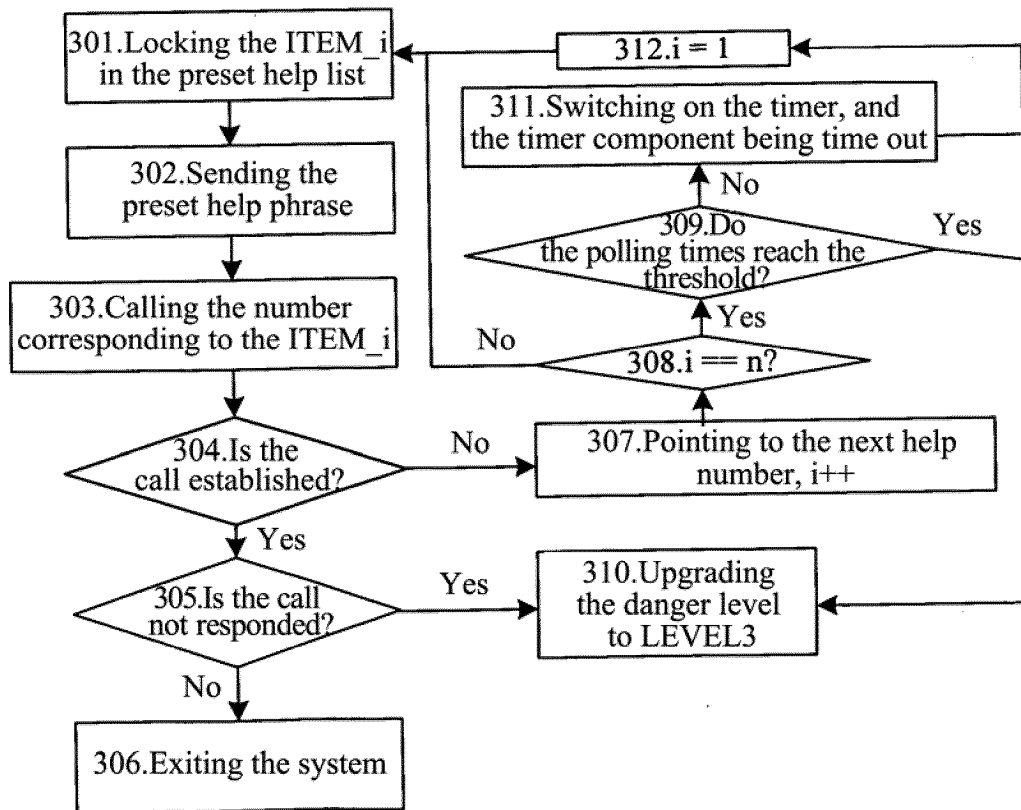 301.Locking the ITEM_i
in the preset help list
302.Sending the
preset help phrase
303.Calling the number
corresponding to the ITEM_i
304.Is the
call established?
No
Yes
305.Is the call
not responded?
Yes
No
306.Exiting the system
312.i = 1
311.Switching on the timer, and
the timer component being time out
No
309.Do
the polling times reach the
threshold?
Yes
Yes
308.i == n?
No
307.Pointing to the next help
number, i++
310.Upgrading
the danger level
to LEVEL3